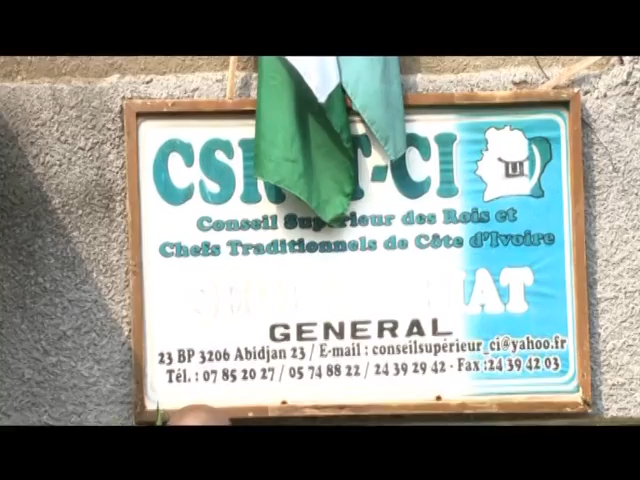 Conseil Supérieur des Rois et
Chefs Traditionnels de Côte d'Ivoire
GENERAL
23 BP 3206 Abidjan 23 / E-mail : conseilsupérieur_ci@yahoo.fr
Tél. : 07 85 20 27 / 05 74 88 22 / 24 39 29 42 - Fax :24 39 42 03